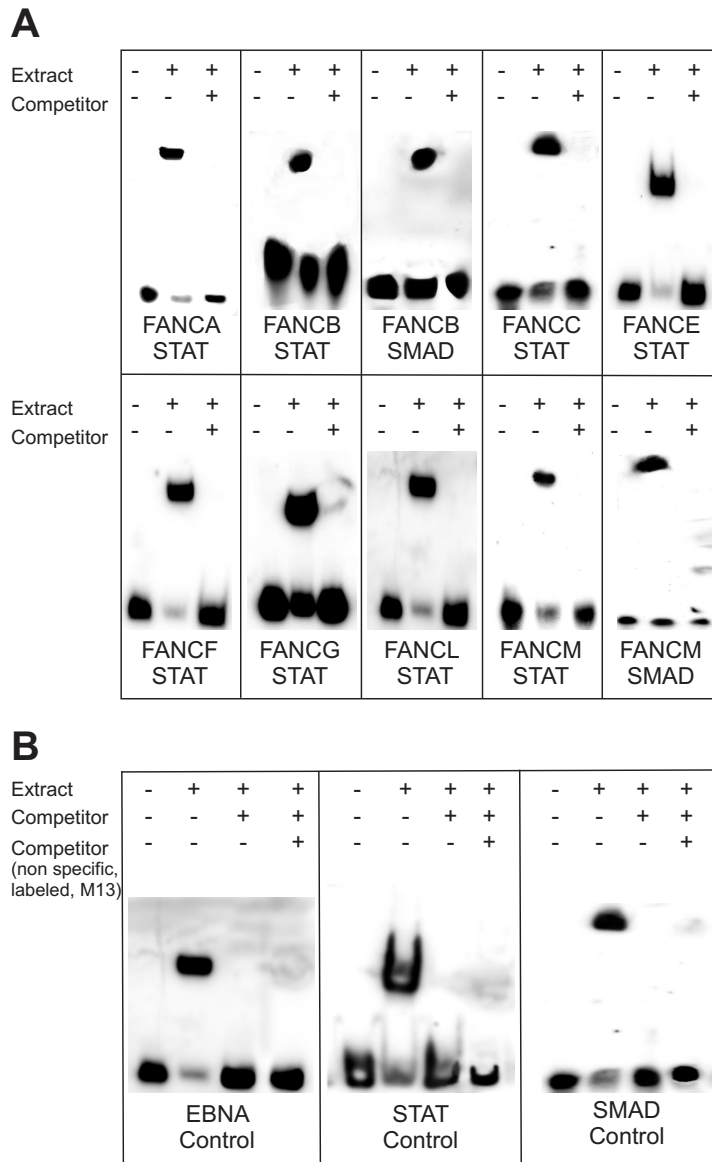 A
Extract - + + - + + - + + - + + - + +
Competitor - - + - - + - - + - - + - - +
FANCA FANCB FANCB FANCC FANCE
STAT STAT SMAD STAT STAT
Extract - + + - + + - + + - + + - + +
Competitor - - + - - + - - + - - + - - +
FANCF FANCG FANCL FANCM FANCM
STAT STAT STAT STAT SMAD
B
Extract - + + + - + + + - + + +
Competitor - - + + - - + + - - + +
Competitor - - - + - - - + - - - +
(non specific,
labeled, M13)
EBNA STAT SMAD
Control Control Control